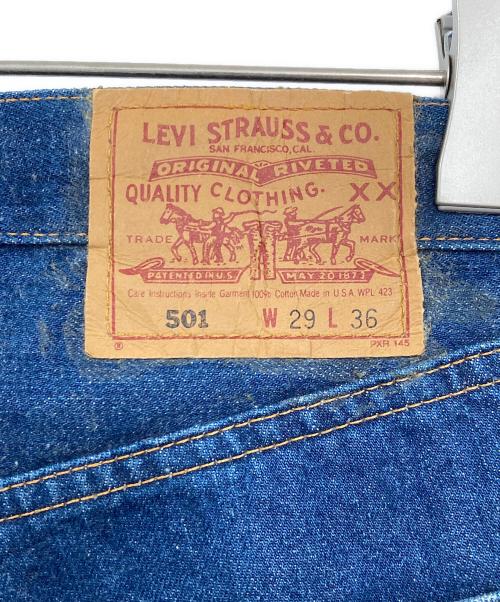 LEVI STRAUSS & CO.
SAN FRANCISCO, CAL.
ORIGINAL RIVETED
QUALITY CLOTHING. XX
TRADE MARK
PATENTED IN U.S. MAY 20 1873
Care Instructions Inside Garment 100% Cotton Made in U.S.A. WPL 423
501 W 29 L 36
® PXR 145